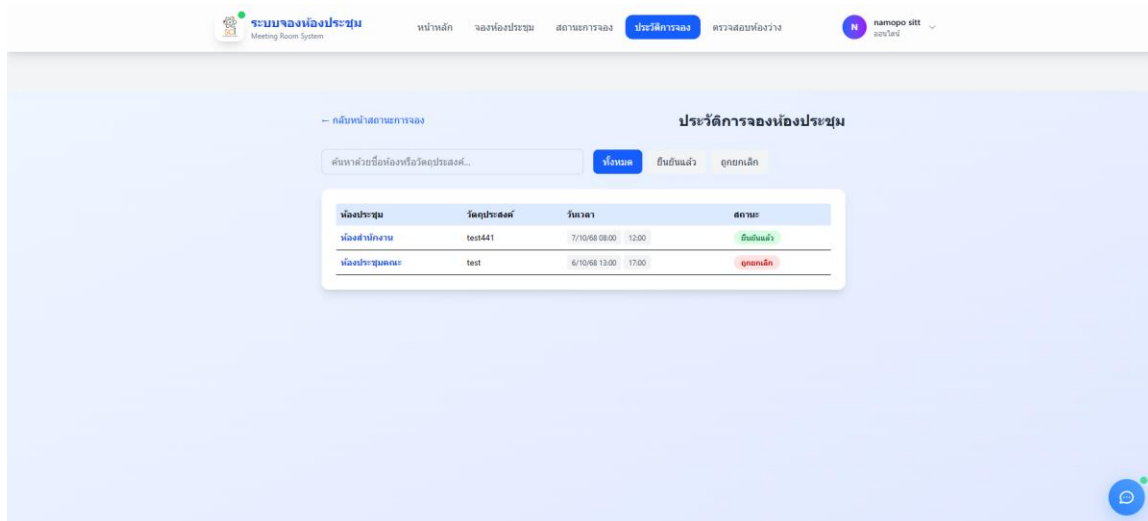 ระบบจองห้องประชุม
Meeting Room System
หน้าหลัก จองห้องประชุม สถานะการจอง ประวัติการจอง ตรวจสอบห้องว่าง
N namopo sitt
ออนไลน์
← กลับหน้าสถานะการจอง ประวัติการจองห้องประชุม
ค้นหาด้วยชื่อห้องหรือวัตถุประสงค์... ทั้งหมด ยืนยันแล้ว ถูกยกเลิก
ห้องประชุม วัตถุประสงค์ วันเวลา สถานะ
ห้องสำนักงาน test441 7/10/68 08:00 12:00 ยืนยันแล้ว
ห้องประชุมคณะ test 6/10/68 13:00 17:00 ถูกยกเลิก